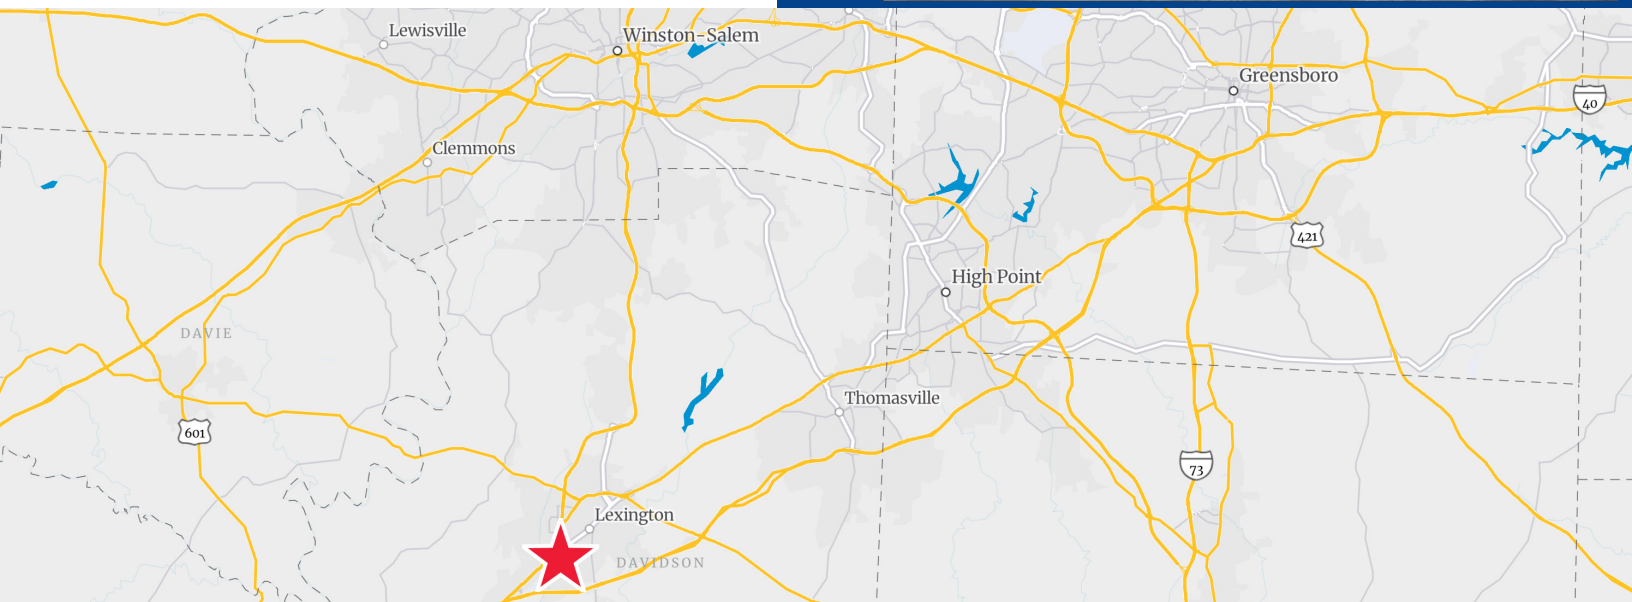 Lewisville
Winston-Salem
Greensboro
40
Clemmons
421
High Point
DAVIE
Thomasville
601
73
Lexington
DAVIDSON